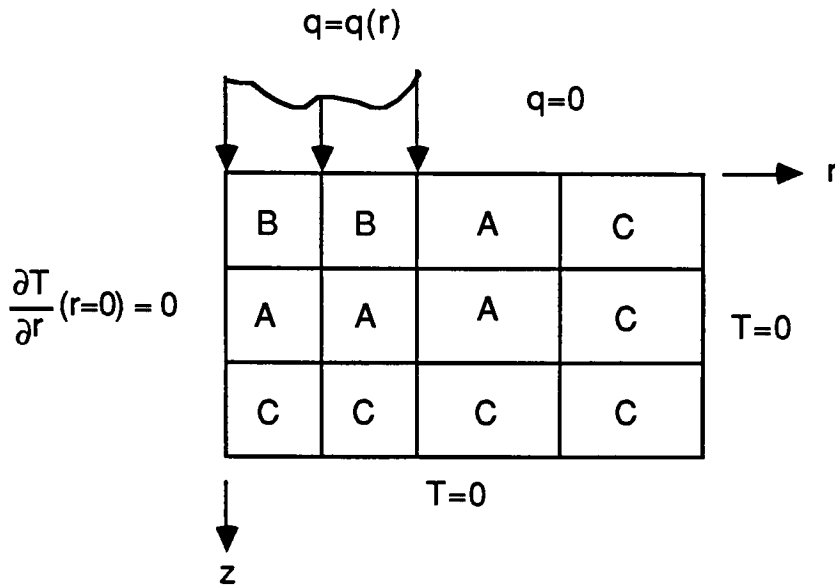 q=q(r)
q=0
r
B B A C
∂T/∂r (r=0) = 0
A A A C
T=0
C C C C
T=0
z